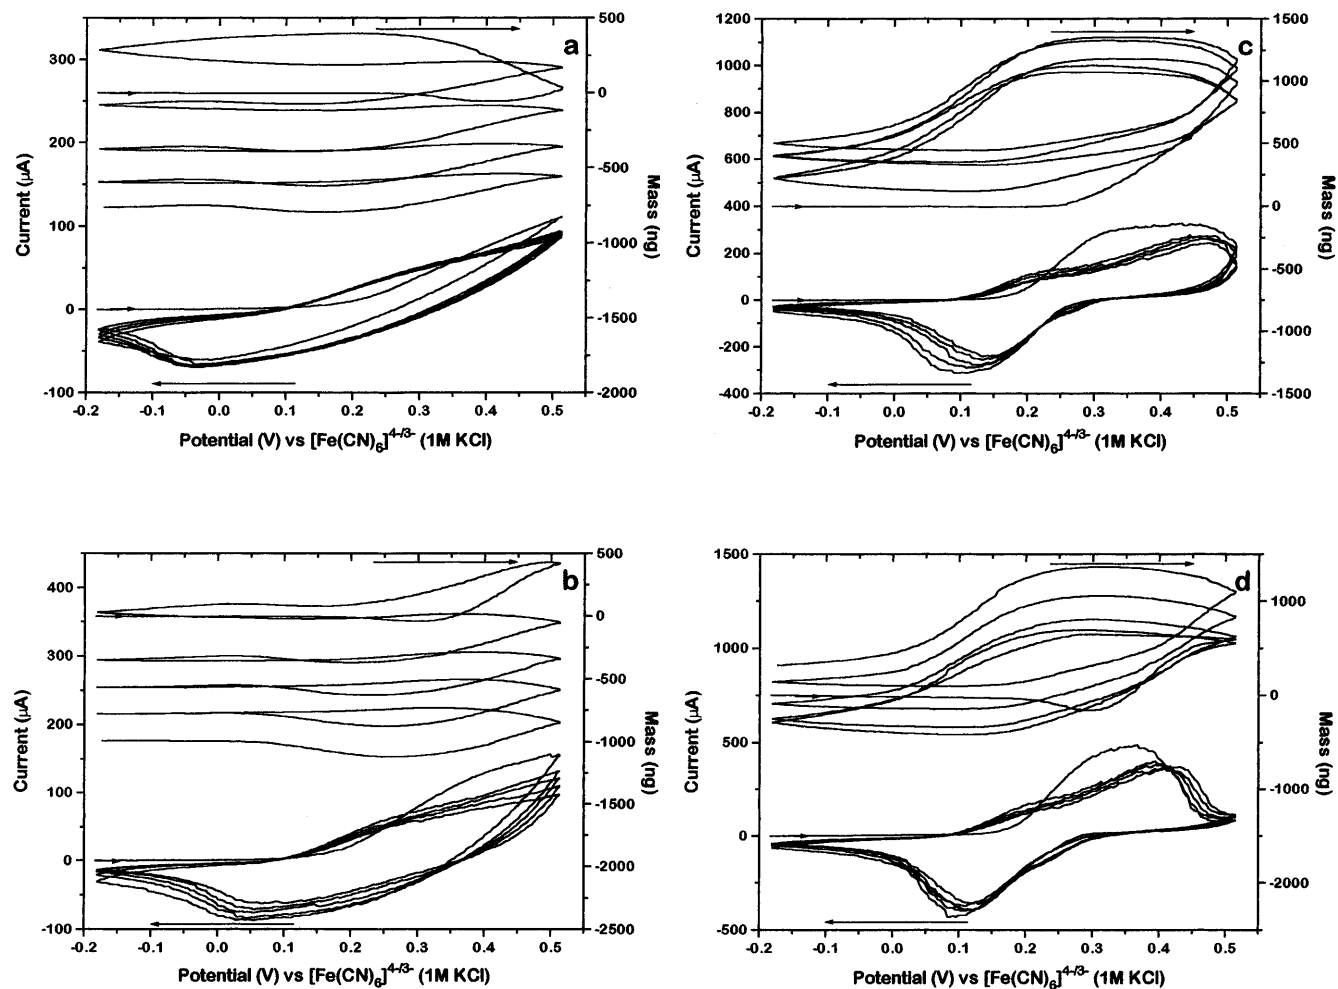 a
300
200
100
0
-100
500
0
-500
-1000
-1500
-2000
-0.2 -0.1 0.0 0.1 0.2 0.3 0.4 0.5
Current (µA)
Mass (ng)
Potential (V) vs [Fe(CN)6]4-/3- (1M KCl)
c
1200
1000
800
600
400
200
0
-200
-400
1500
1000
500
0
-500
-1000
-1500
-0.2 -0.1 0.0 0.1 0.2 0.3 0.4 0.5
Current (µA)
Mass (ng)
Potential (V) vs [Fe(CN)6]4-/3- (1M KCl)
b
400
300
200
100
0
-100
500
0
-500
-1000
-1500
-2000
-2500
-0.2 -0.1 0.0 0.1 0.2 0.3 0.4 0.5
Current (µA)
Mass (ng)
Potential (V) vs [Fe(CN)6]4-/3- (1M KCl)
d
1500
1000
500
0
-500
1000
0
-1000
-2000
-0.2 -0.1 0.0 0.1 0.2 0.3 0.4 0.5
Current (µA)
Mass (ng)
Potential (V) vs [Fe(CN)6]4-/3- (1M KCl)